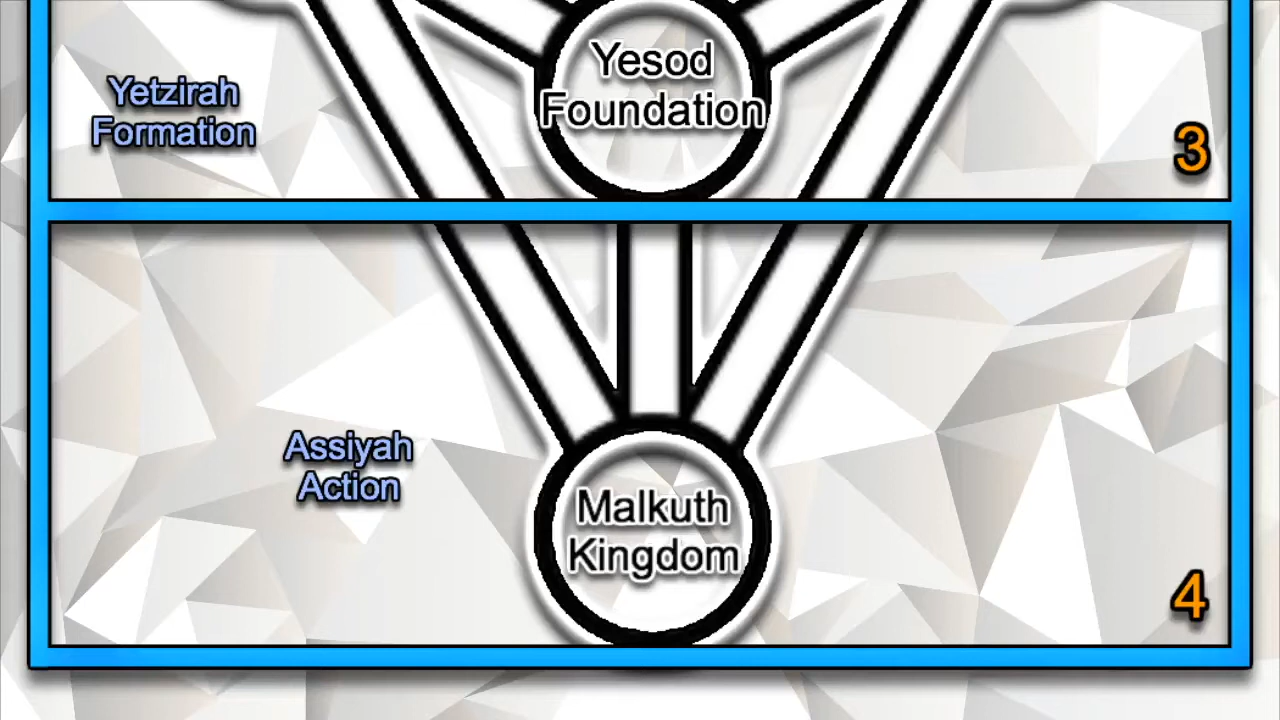 Yesod
Foundation
Yetzirah
Formation
3
Assiyah
Action
Malkuth
Kingdom
4